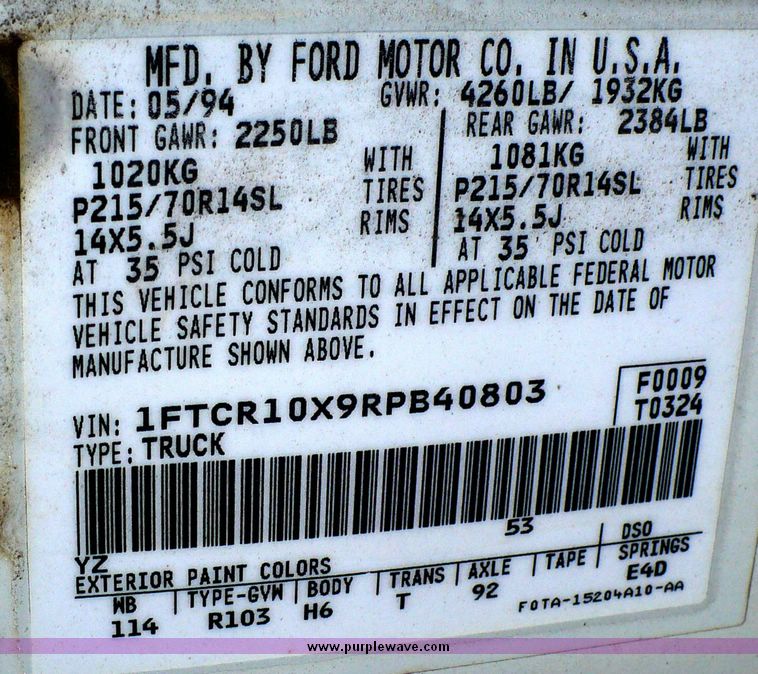 MFD. BY FORD MOTOR CO. IN U.S.A.
DATE: 05/94 GVWR: 4260LB/ 1932KG
FRONT GAWR: 2250LB REAR GAWR: 2384LB
1020KG WITH 1081KG WITH
P215/70R14SL TIRES P215/70R14SL TIRES
14X5.5J RIMS 14X5.5J RIMS
AT 35 PSI COLD AT 35 PSI COLD
THIS VEHICLE CONFORMS TO ALL APPLICABLE FEDERAL MOTOR
VEHICLE SAFETY STANDARDS IN EFFECT ON THE DATE OF
MANUFACTURE SHOWN ABOVE.
VIN: 1FTCR10X9RPB40803 F0009
TYPE: TRUCK T0324
YZ 53 DSO
EXTERIOR PAINT COLORS
WB TYPE-GVW BODY TRANS AXLE TAPE SPRINGS
114 R103 H6 T 92 E4D
F0TA-15204A10-AA
www.purplewave.com